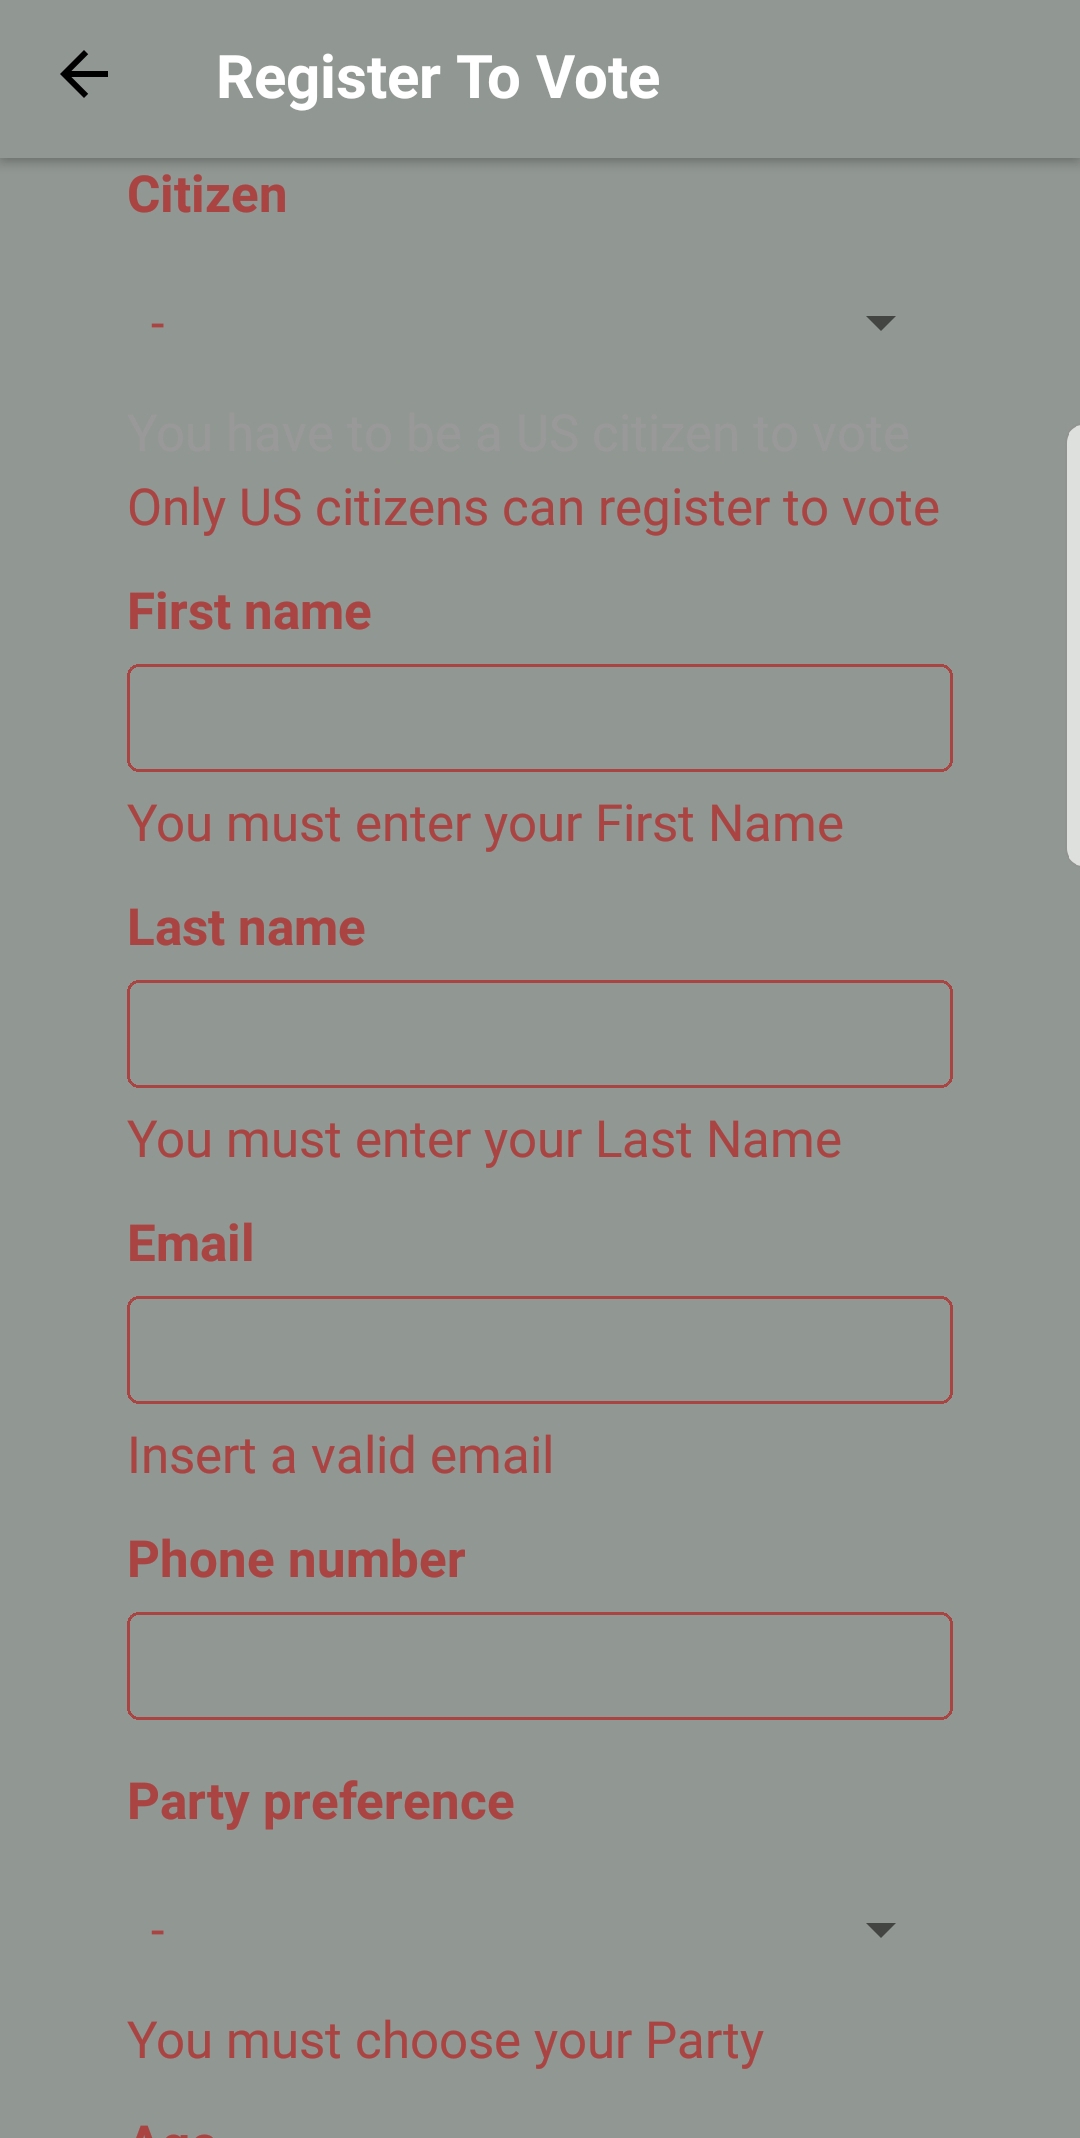 Register To Vote
Citizen
-
You have to be a US citizen to vote
Only US citizens can register to vote
First name
You must enter your First Name
Last name
You must enter your Last Name
Email
Insert a valid email
Phone number
Party preference
-
You must choose your Party
Age